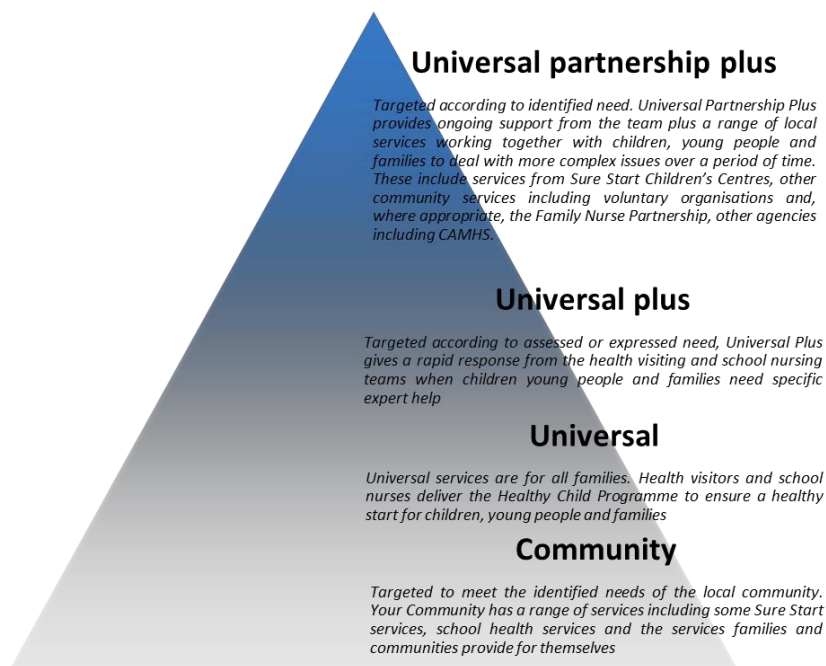 Universal partnership plus
Targeted according to identified need. Universal Partnership Plus
provides ongoing support from the team plus a range of local
services working together with children, young people and
families to deal with more complex issues over a period of time.
These include services from Sure Start Children’s Centres, other
community services including voluntary organisations and,
where appropriate, the Family Nurse Partnership, other agencies
including CAMHS.
Universal plus
Targeted according to assessed or expressed need, Universal Plus
gives a rapid response from the health visiting and school nursing
teams when children young people and families need specific
expert help
Universal
Universal services are for all families. Health visitors and school
nurses deliver the Healthy Child Programme to ensure a healthy
start for children, young people and families
Community
Targeted to meet the identified needs of the local community.
Your Community has a range of services including some Sure Start
services, school health services and the services families and
communities provide for themselves